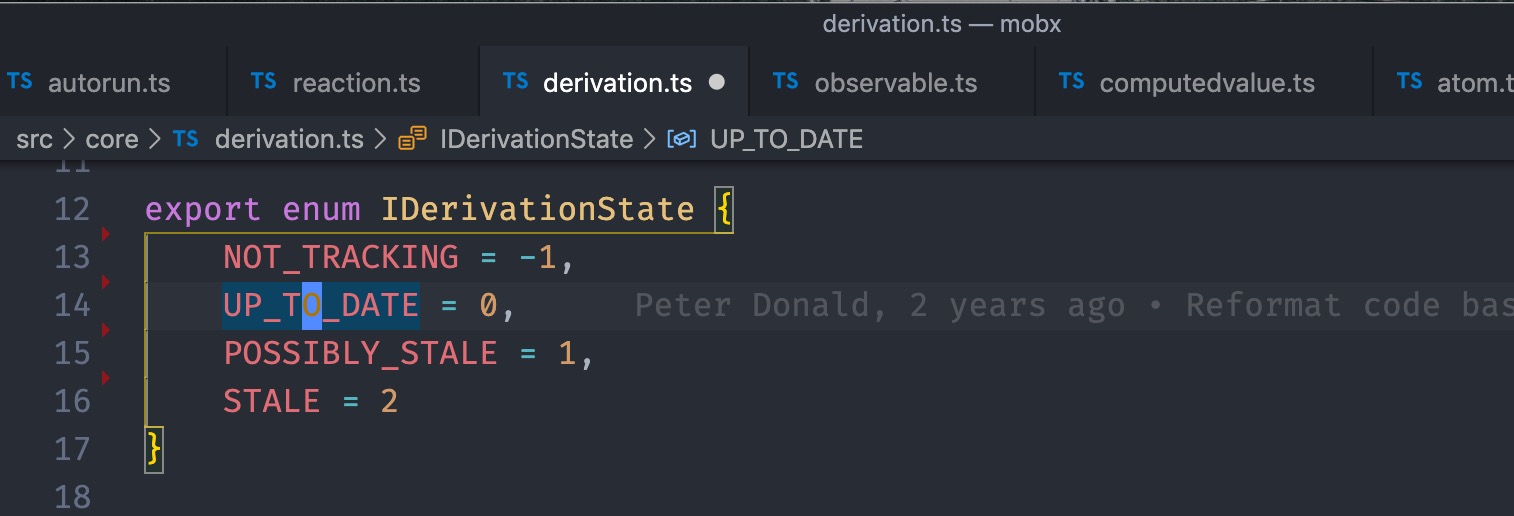 derivation.ts — mobx
TS autorun.ts TS reaction.ts TS derivation.ts TS observable.ts TS computedvalue.ts TS atom.t
src > core > TS derivation.ts > IDerivationState > UP_TO_DATE
11
12 export enum IDerivationState {
13 NOT_TRACKING = -1,
14 UP_TO_DATE = 0, Peter Donald, 2 years ago • Reformat code bas
15 POSSIBLY_STALE = 1,
16 STALE = 2
17 }
18